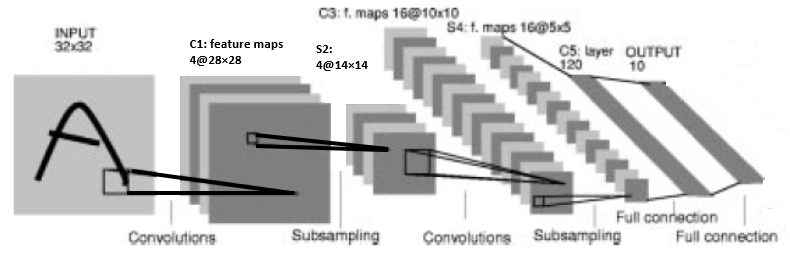 INPUT
32x32
C1: feature maps
4@28×28
S2:
4@14×14
C3: f. maps 16@10x10
S4: f. maps 16@5x5
C5: layer
120
OUTPUT
10
Convolutions
Subsampling
Convolutions
Subsampling
Full connection
Full connection